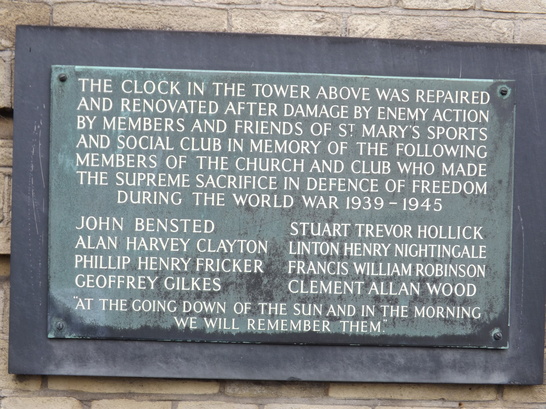 THE CLOCK IN THE TOWER ABOVE WAS REPAIRED
AND RENOVATED AFTER DAMAGE BY ENEMY ACTION
BY MEMBERS AND FRIENDS OF ST MARY'S SPORTS
AND SOCIAL CLUB IN MEMORY OF THE FOLLOWING
MEMBERS OF THE CHURCH AND CLUB WHO MADE
THE SUPREME SACRIFICE IN DEFENCE OF FREEDOM
DURING THE WORLD WAR 1939-1945
JOHN BENSTED
ALAN HARVEY CLAYTON
PHILLIP HENRY FRICKER
GEOFFREY GILKES
STUART TREVOR HOLLICK
LINTON HENRY NIGHTINGALE
FRANCIS WILLIAM ROBINSON
CLEMENT ALLAN WOOD
"AT THE GOING DOWN OF THE SUN AND IN THE MORNING
WE WILL REMEMBER THEM."